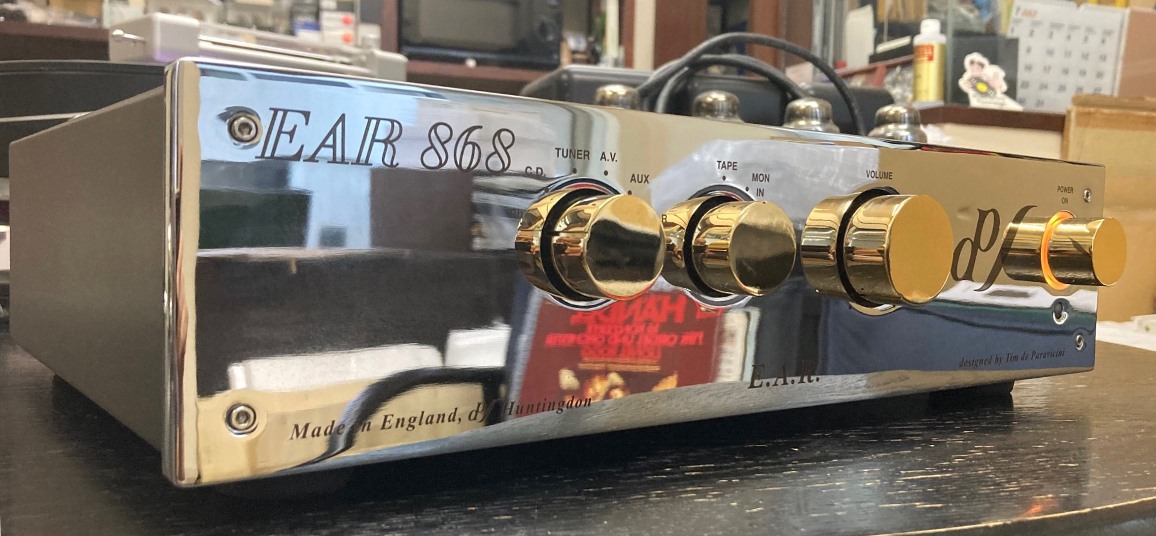 EAR 868
C.D.
TUNER
A.V.
AUX
TAPE
MON
IN
VOLUME
POWER
ON
dP
E.A.R.
designed by Tim de Paravicini
Made in England, dP Huntingdon
JULY